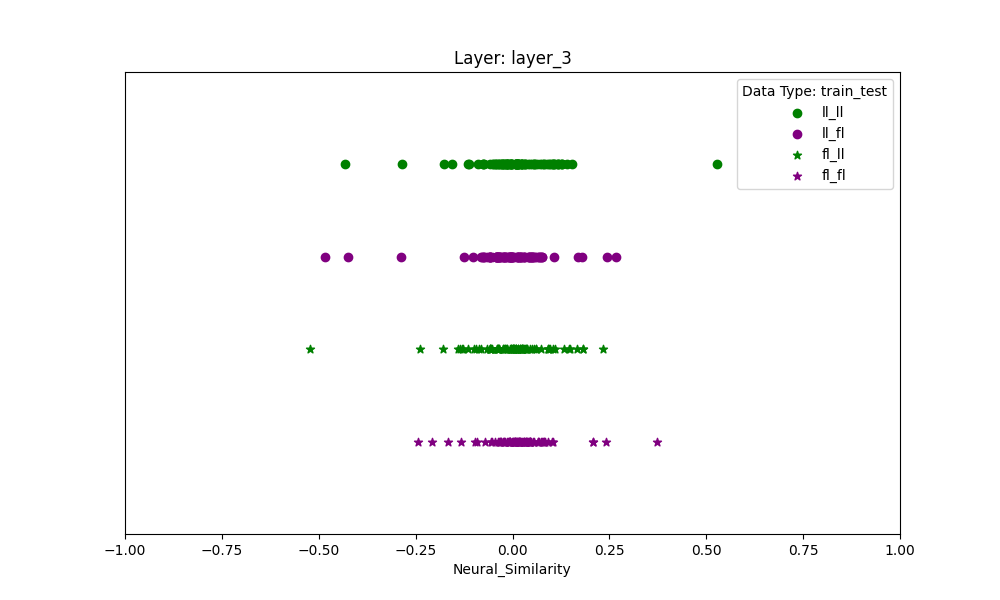 Layer: layer_3
Data Type: train_test
ll_ll
ll_fl
fl_ll
fl_fl
−1.00 −0.75 −0.50 −0.25 0.00 0.25 0.50 0.75 1.00
Neural_Similarity